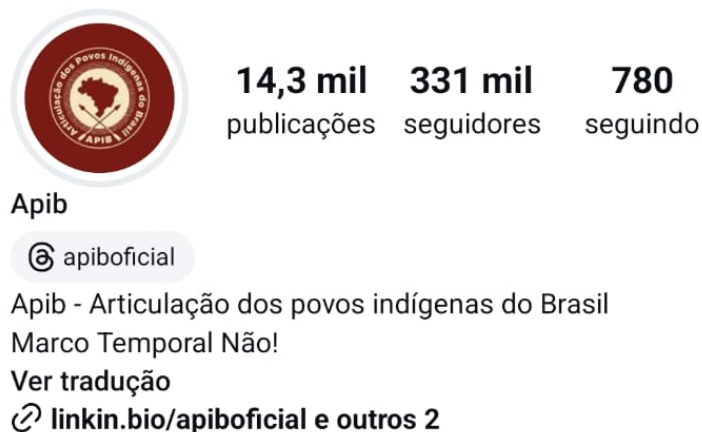 Articulação dos Povos Indígenas do Brasil
APIB
14,3 mil
331 mil
780
publicações
seguidores
seguindo
Apib
apiboficial
Apib - Articulação dos povos indígenas do Brasil
Marco Temporal Não!
Ver tradução
linkin.bio/apiboficial e outros 2